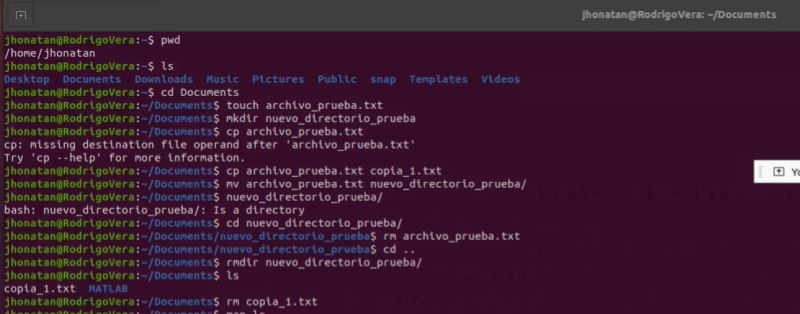 jhonatan@RodrigoVera: ~/Documents
jhonatan@RodrigoVera:~$ pwd
/home/jhonatan
jhonatan@RodrigoVera:~$ ls
Desktop Documents Downloads Music Pictures Public snap Templates Videos
jhonatan@RodrigoVera:~$ cd Documents
jhonatan@RodrigoVera:~/Documents$ touch archivo_prueba.txt
jhonatan@RodrigoVera:~/Documents$ mkdir nuevo_directorio_prueba
jhonatan@RodrigoVera:~/Documents$ cp archivo_prueba.txt
cp: missing destination file operand after 'archivo_prueba.txt'
Try 'cp --help' for more information.
jhonatan@RodrigoVera:~/Documents$ cp archivo_prueba.txt copia_1.txt
jhonatan@RodrigoVera:~/Documents$ mv archivo_prueba.txt nuevo_directorio_prueba/
jhonatan@RodrigoVera:~/Documents$ nuevo_directorio_prueba/
bash: nuevo_directorio_prueba/: Is a directory
jhonatan@RodrigoVera:~/Documents$ cd nuevo_directorio_prueba/
jhonatan@RodrigoVera:~/Documents/nuevo_directorio_prueba$ rm archivo_prueba.txt
jhonatan@RodrigoVera:~/Documents/nuevo_directorio_prueba$ cd ..
jhonatan@RodrigoVera:~/Documents$ rmdir nuevo_directorio_prueba/
jhonatan@RodrigoVera:~/Documents$ ls
copia_1.txt MATLAB
jhonatan@RodrigoVera:~/Documents$ rm copia_1.txt
jhonatan@RodrigoVera:~/Documents$ man ls